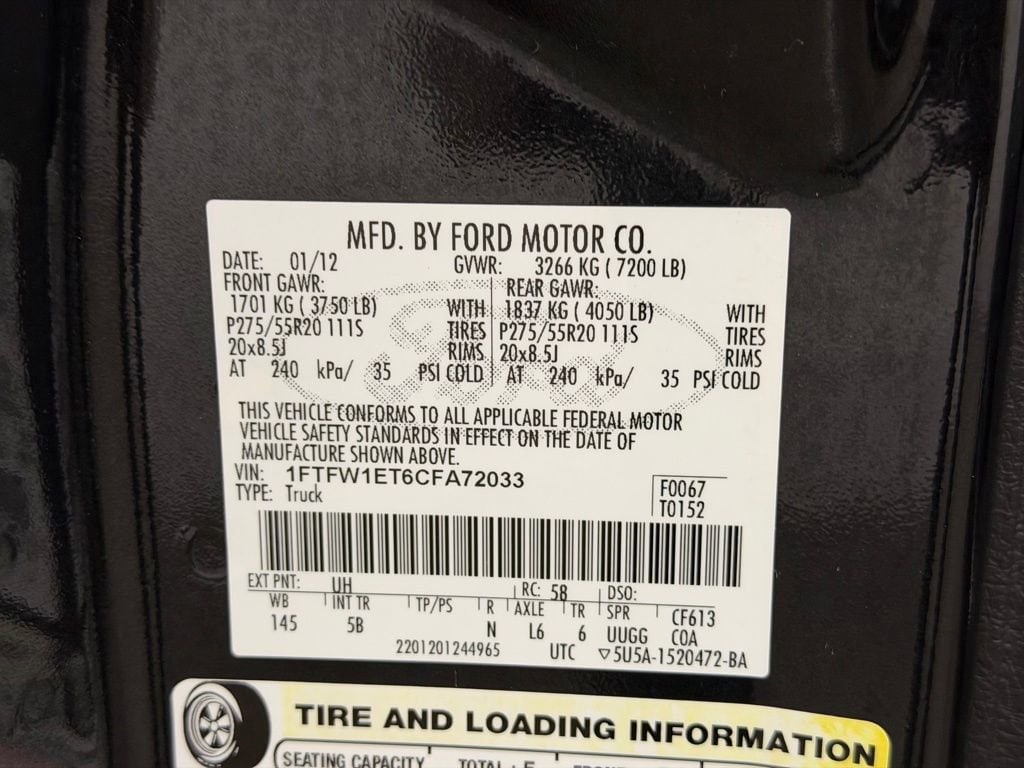 MFD. BY FORD MOTOR CO.
DATE: 01/12 GVWR: 3266 KG ( 7200 LB)
FRONT GAWR: REAR GAWR:
1701 KG ( 3750 LB) WITH 1837 KG ( 4050 LB) WITH
P275/55R20 111S TIRES P275/55R20 111S TIRES
20x8.5J RIMS 20x8.5J RIMS
AT 240 kPa/ 35 PSI COLD AT 240 kPa/ 35 PSI COLD
THIS VEHICLE CONFORMS TO ALL APPLICABLE FEDERAL MOTOR
VEHICLE SAFETY STANDARDS IN EFFECT ON THE DATE OF
MANUFACTURE SHOWN ABOVE.
VIN: 1FTFW1ET6CFA72033
TYPE: Truck
F0067
T0152
EXT PNT: UH RC: 58 DSO:
WB INT TR TP/PS R AXLE TR SPR CF613
145 5B N L6 6 UUGG COA
2201201244965 UTC ▽5U5A-1520472-BA
TIRE AND LOADING INFORMATION
SEATING CAPACITY